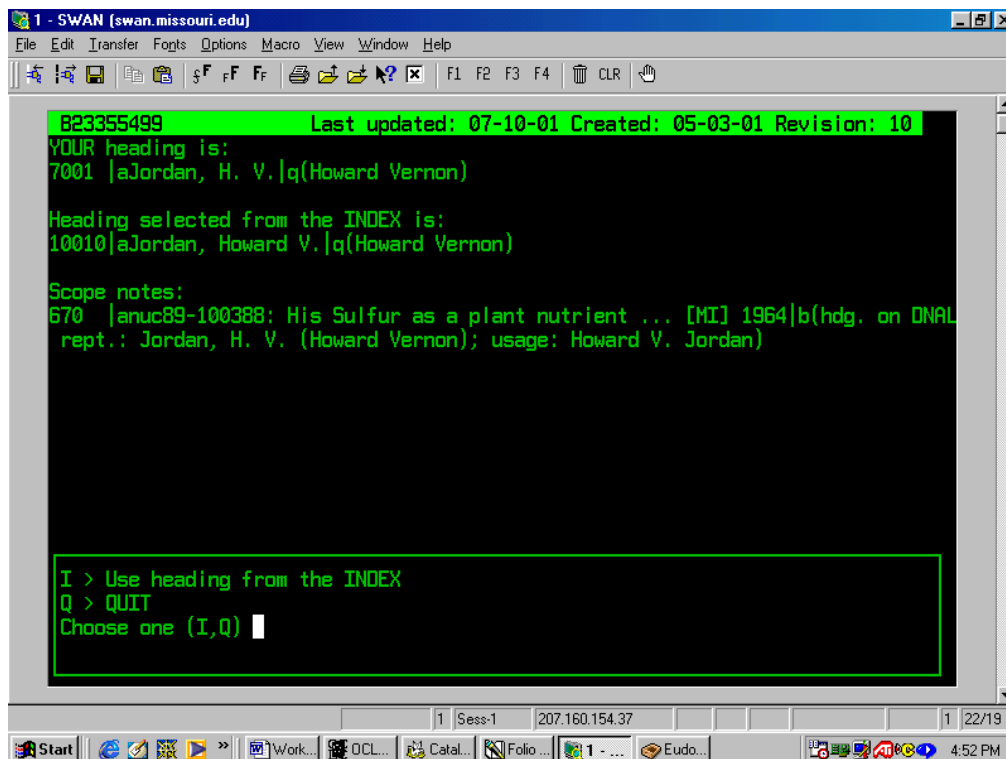 1 - SWAN (swan.missouri.edu)
File Edit Transfer Fonts Options Macro View Window Help
F1 F2 F3 F4 CLR
B23355499 Last updated: 07-10-01 Created: 05-03-01 Revision: 10
YOUR heading is:
7001 |aJordan, H. V.|q(Howard Vernon)
Heading selected from the INDEX is:
10010|aJordan, Howard V.|q(Howard Vernon)
Scope notes:
670 |anuc89-100388: His Sulfur as a plant nutrient ... [MI] 1964|b(hdg. on DNAL
rept.: Jordan, H. V. (Howard Vernon); usage: Howard V. Jordan)
I > Use heading from the INDEX
Q > QUIT
Choose one (I,Q)
1 Sess-1 207.160.154.37 1 22/19
Start » Work... OCL... Catal... Folio ... 1 - ... Eudo... 4:52 PM